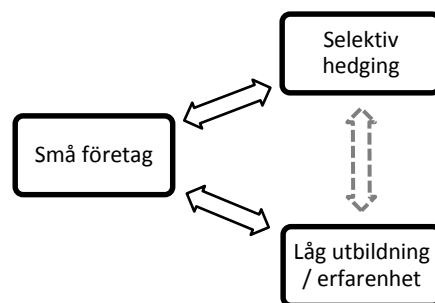 Selektiv
hedging
Små företag
Låg utbildning
/ erfarenhet